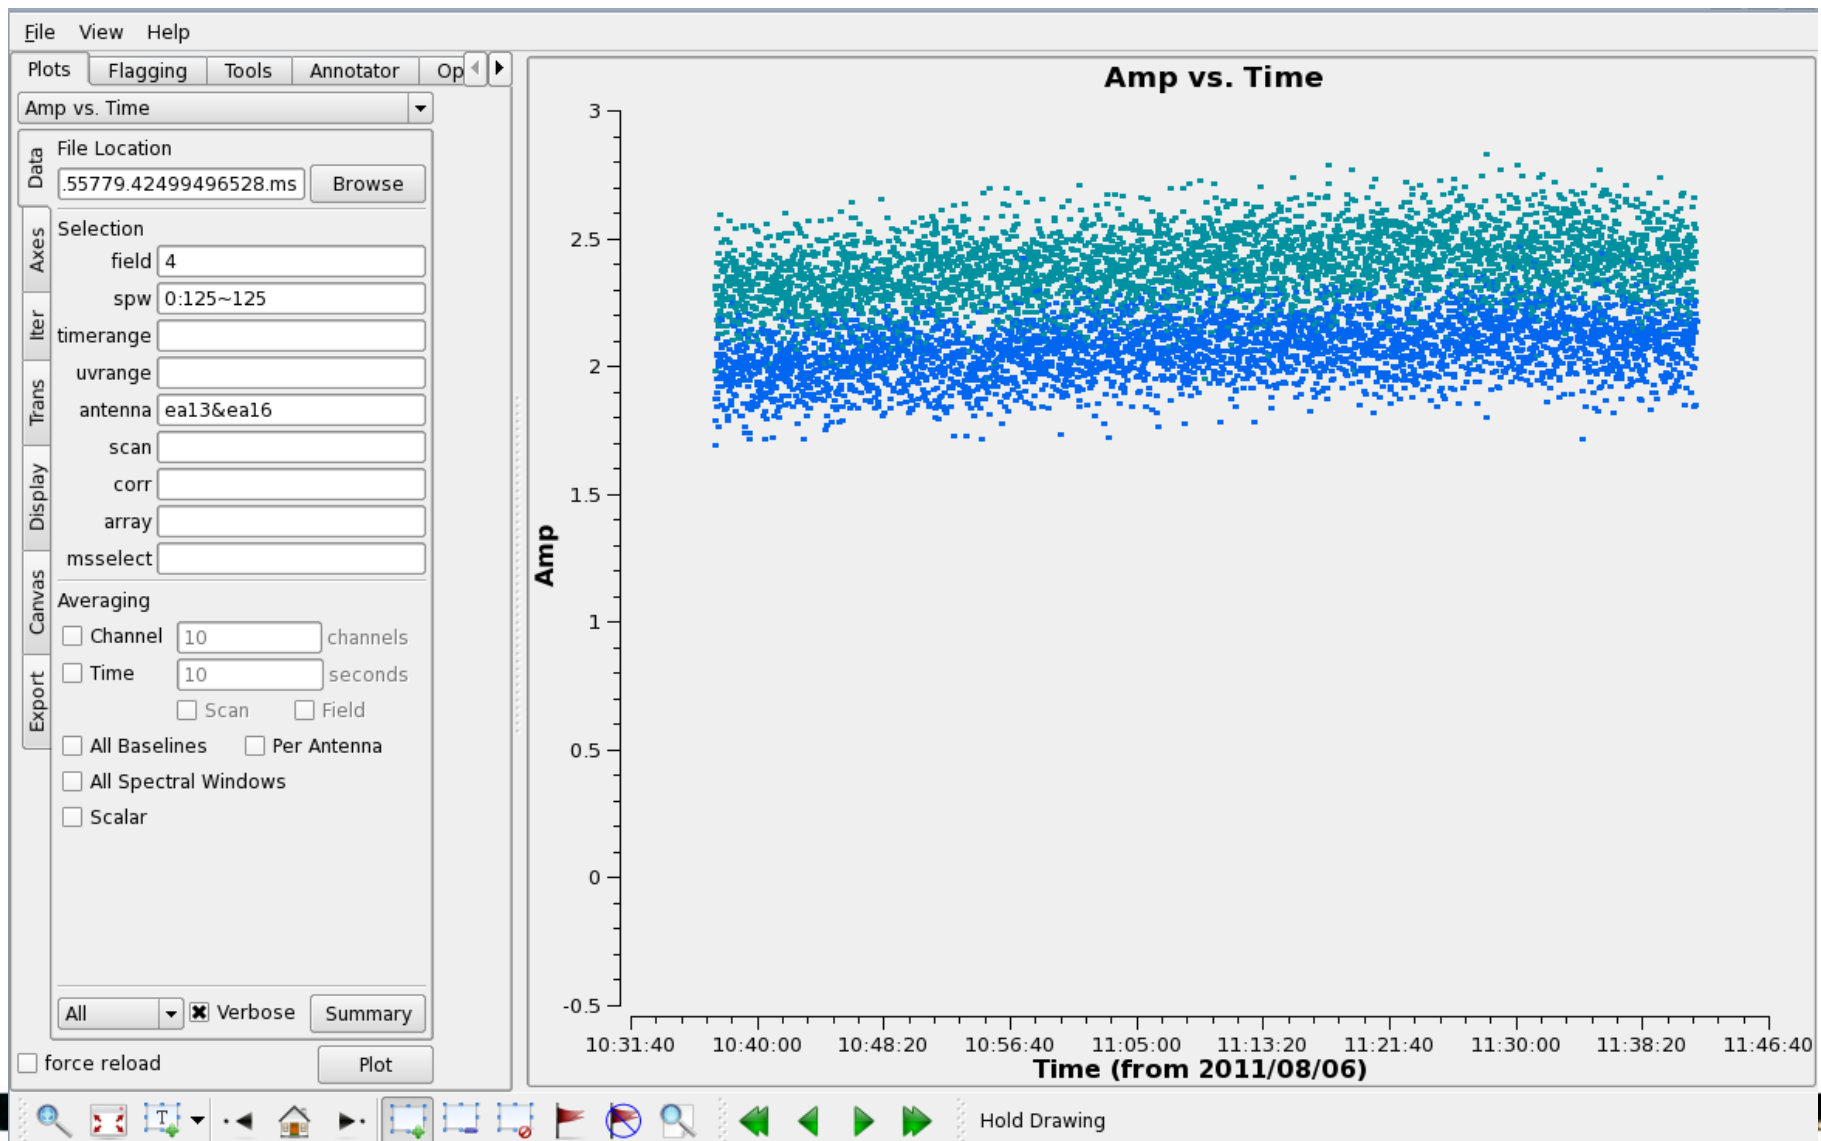 File View Help
Plots Flagging Tools Annotator Op
Amp vs. Time
Data
Axes
Iter
Trans
Display
Canvas
Export
File Location
.55779.42499496528.ms Browse
Selection
field 4
spw 0:125~125
timerange
uvrange
antenna ea13&ea16
scan
corr
array
msselect
Averaging
Channel 10 channels
Time 10 seconds
Scan Field
All Baselines Per Antenna
All Spectral Windows
Scalar
All Verbose Summary
force reload Plot
Amp vs. Time
3
2.5
2
1.5
1
0.5
0
-0.5
Amp
10:31:40 10:40:00 10:48:20 10:56:40 11:05:00 11:13:20 11:21:40 11:30:00 11:38:20 11:46:40
Time (from 2011/08/06)
T
Hold Drawing